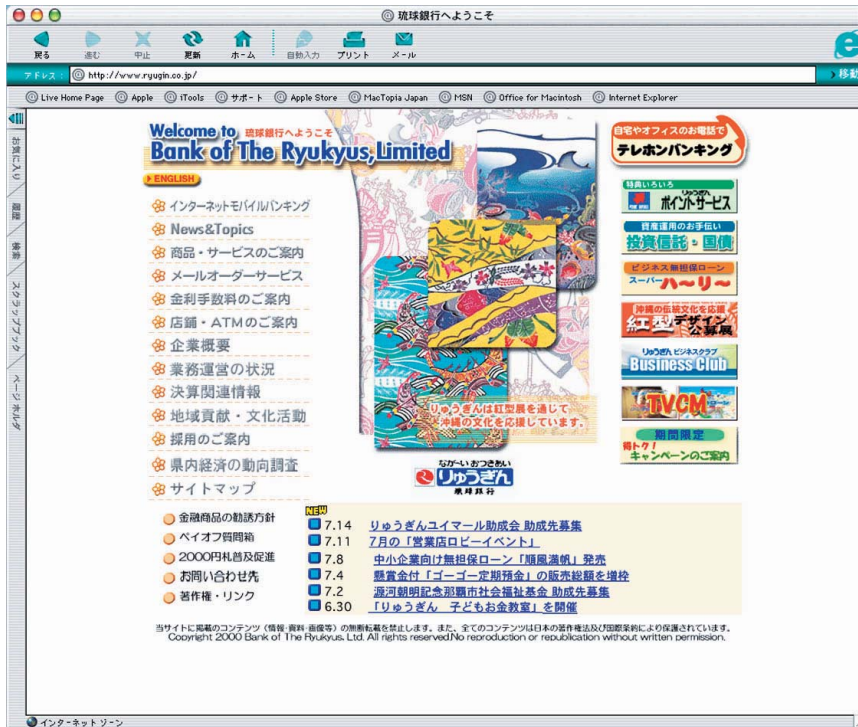 琉球銀行へようこそ
戻る 進む 中止 更新 ホーム 自動入力 プリント メール
アドレス: http://www.ryugin.co.jp/ 移動
Live Home Page Apple iTools サポート Apple Store MacTopia Japan MSN Office for Macintosh Internet Explorer
お気に入り
履歴
検索
スクラップブック
ページ ホルダ
Welcome to 琉球銀行へようこそ
Bank of The Ryukyus,Limited
ENGLISH
インターネットモバイルバンキング
News&Topics
商品・サービスのご案内
メールオーダーサービス
金利手数料のご案内
店舗・ATMのご案内
企業概要
業務運営の状況
決算関連情報
地域貢献・文化活動
採用のご案内
県内経済の動向調査
サイトマップ
りゅうぎんは紅型展を通じて
沖縄の文化を応援しています。
なが〜いおつきあい
りゅうぎん
琉球銀行
自宅やオフィスのお電話で
テレホンバンキング
特典いろいろ りゅうぎん
ポイントサービス
資産運用のお手伝い
投資信託・国債
ビジネス無担保ローン
スーパーハ〜リ〜
沖縄の伝統文化を応援
紅型デザイン公募展
りゅうぎん ビジネスクラブ
Business Club
TVCM
期間限定
得トク!
キャンペーンのご案内
金融商品の勧誘方針
ペイオフ質問箱
2000円札普及促進
お問い合わせ先
著作権・リンク
NEW
7.14 りゅうぎんユイマール助成会 助成先募集
7.11 7月の「営業店ロビーイベント」
7.8 中小企業向け無担保ローン「順風満帆」発売
7.4 懸賞金付「ゴーゴー定期預金」の販売総額を増枠
7.2 源河朝明記念那覇市社会福祉基金 助成先募集
6.30 「りゅうぎん 子どもお金教室」を開催
当サイトに掲載のコンテンツ（情報・資料・画像等）の無断転載を禁止します。また、全てのコンテンツは日本の著作権法及び国際条約により保護されています。
Copyright 2000 Bank of The Ryukyus, Ltd. All rights reserved.No reproduction or republication without written permission.
インターネット ゾーン